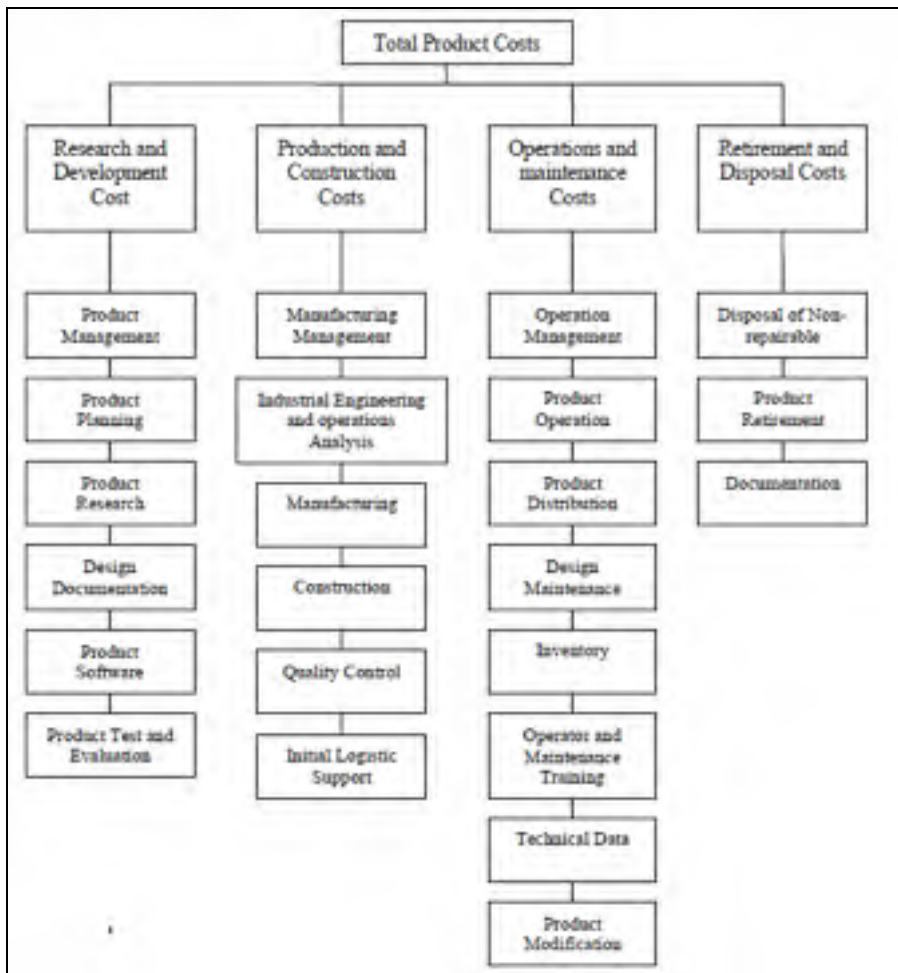 Total Product Costs
Research and
Development
Cost
Production and
Construction
Costs
Operations and
maintenance
Costs
Retirement and
Disposal Costs
Product
Management
Product
Planning
Product
Research
Design
Documentation
Product
Software
Product Test and
Evaluation
Manufacturing
Management
Industrial Engineering
and operations
Analysis
Manufacturing
Construction
Quality Control
Initial Logistic
Support
Operation
Management
Product
Operation
Product
Distribution
Design
Maintenance
Inventory
Operator and
Maintenance
Training
Technical Data
Product
Modification
Disposal of Non-
repairable
Product
Retirement
Documentation